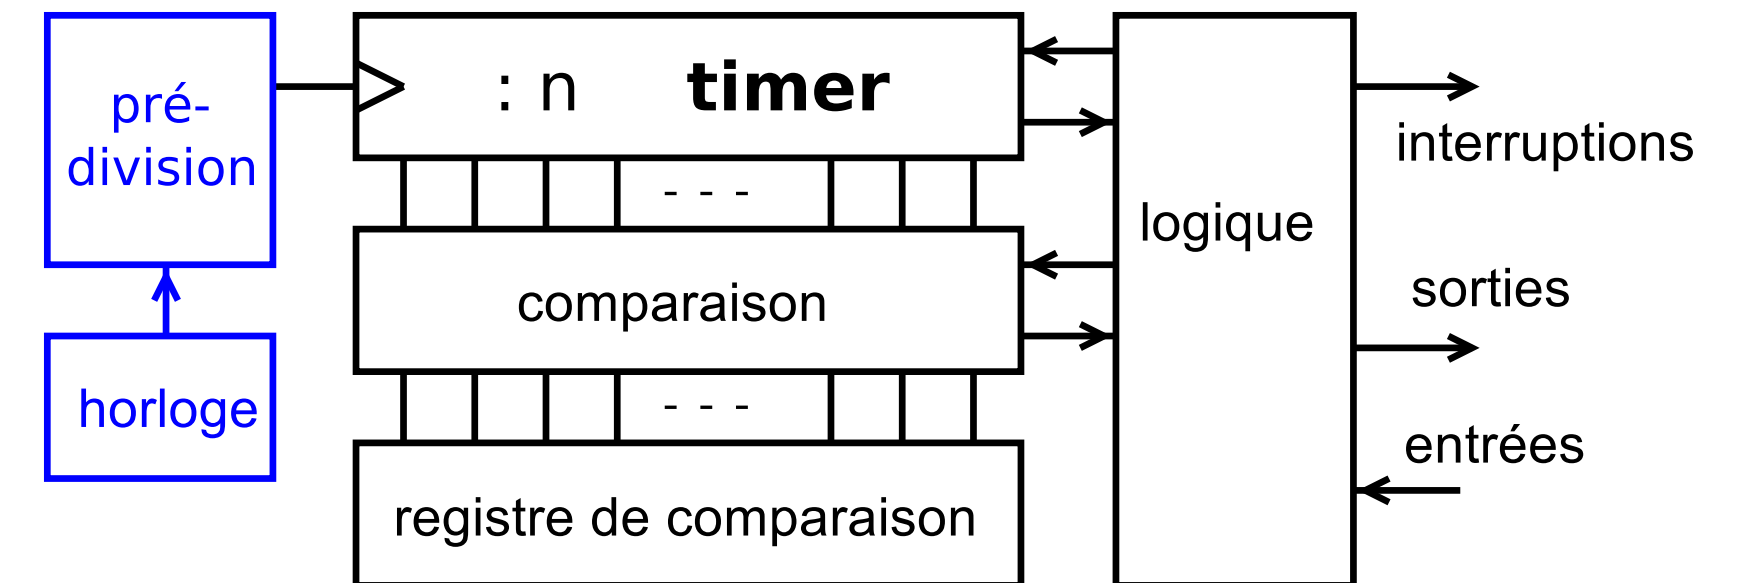 pré-
division
horloge
: n timer
- - -
comparaison
- - -
registre de comparaison
logique
interruptions
sorties
entrées